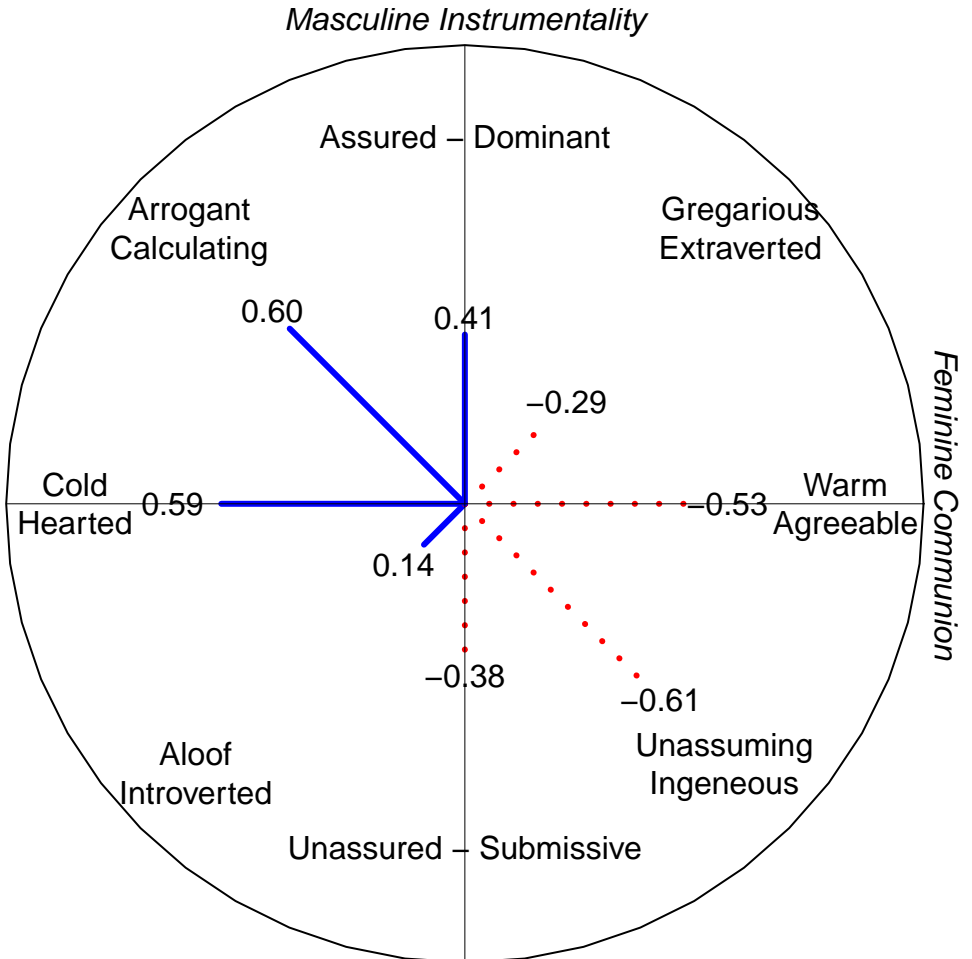 Masculine Instrumentality
Assured – Dominant
Arrogant
Calculating
Gregarious
Extraverted
0.60
0.41
−0.29
Feminine Communion
Cold
Hearted
0.59
−0.53
Warm
Agreeable
0.14
−0.38
−0.61
Aloof
Introverted
Unassuming
Ingeneous
Unassured – Submissive